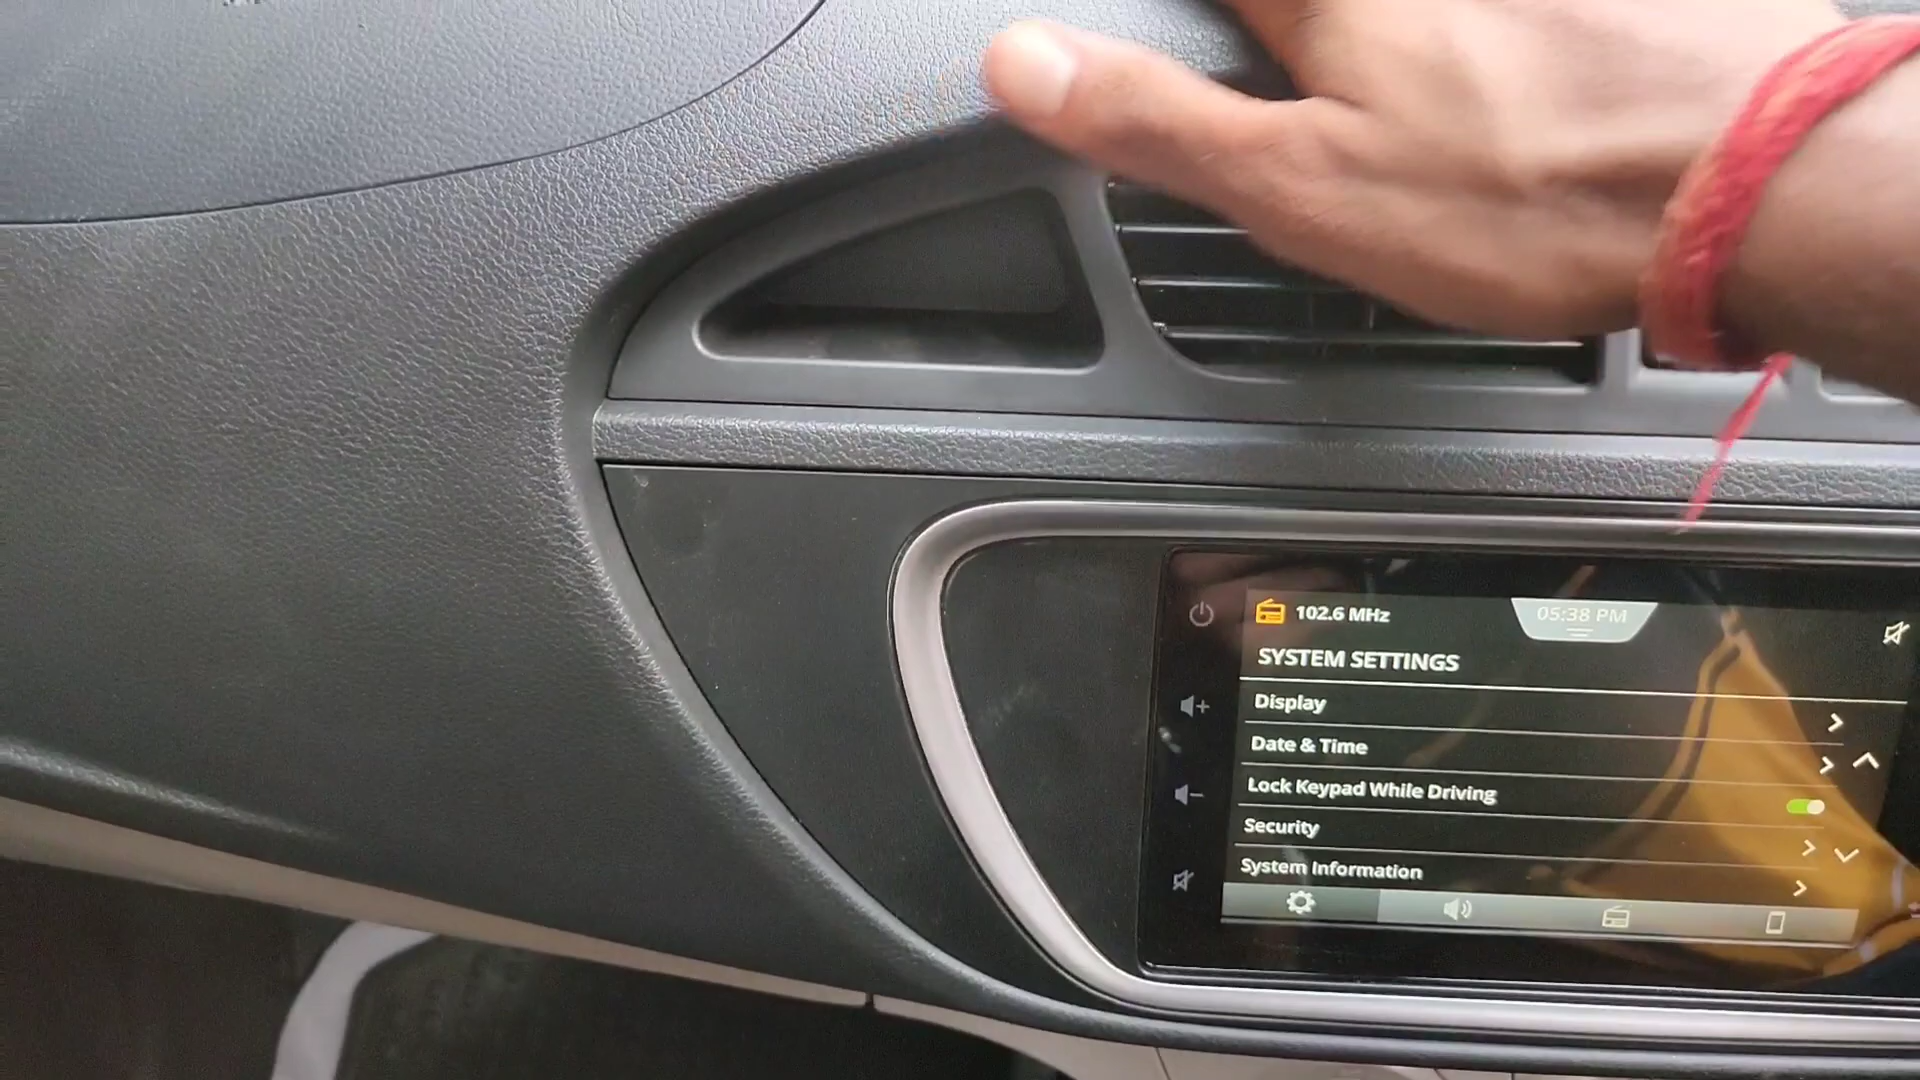 102.6 MHz
05:38 PM
SYSTEM SETTINGS
Display
Date & Time
Lock Keypad While Driving
Security
System Information